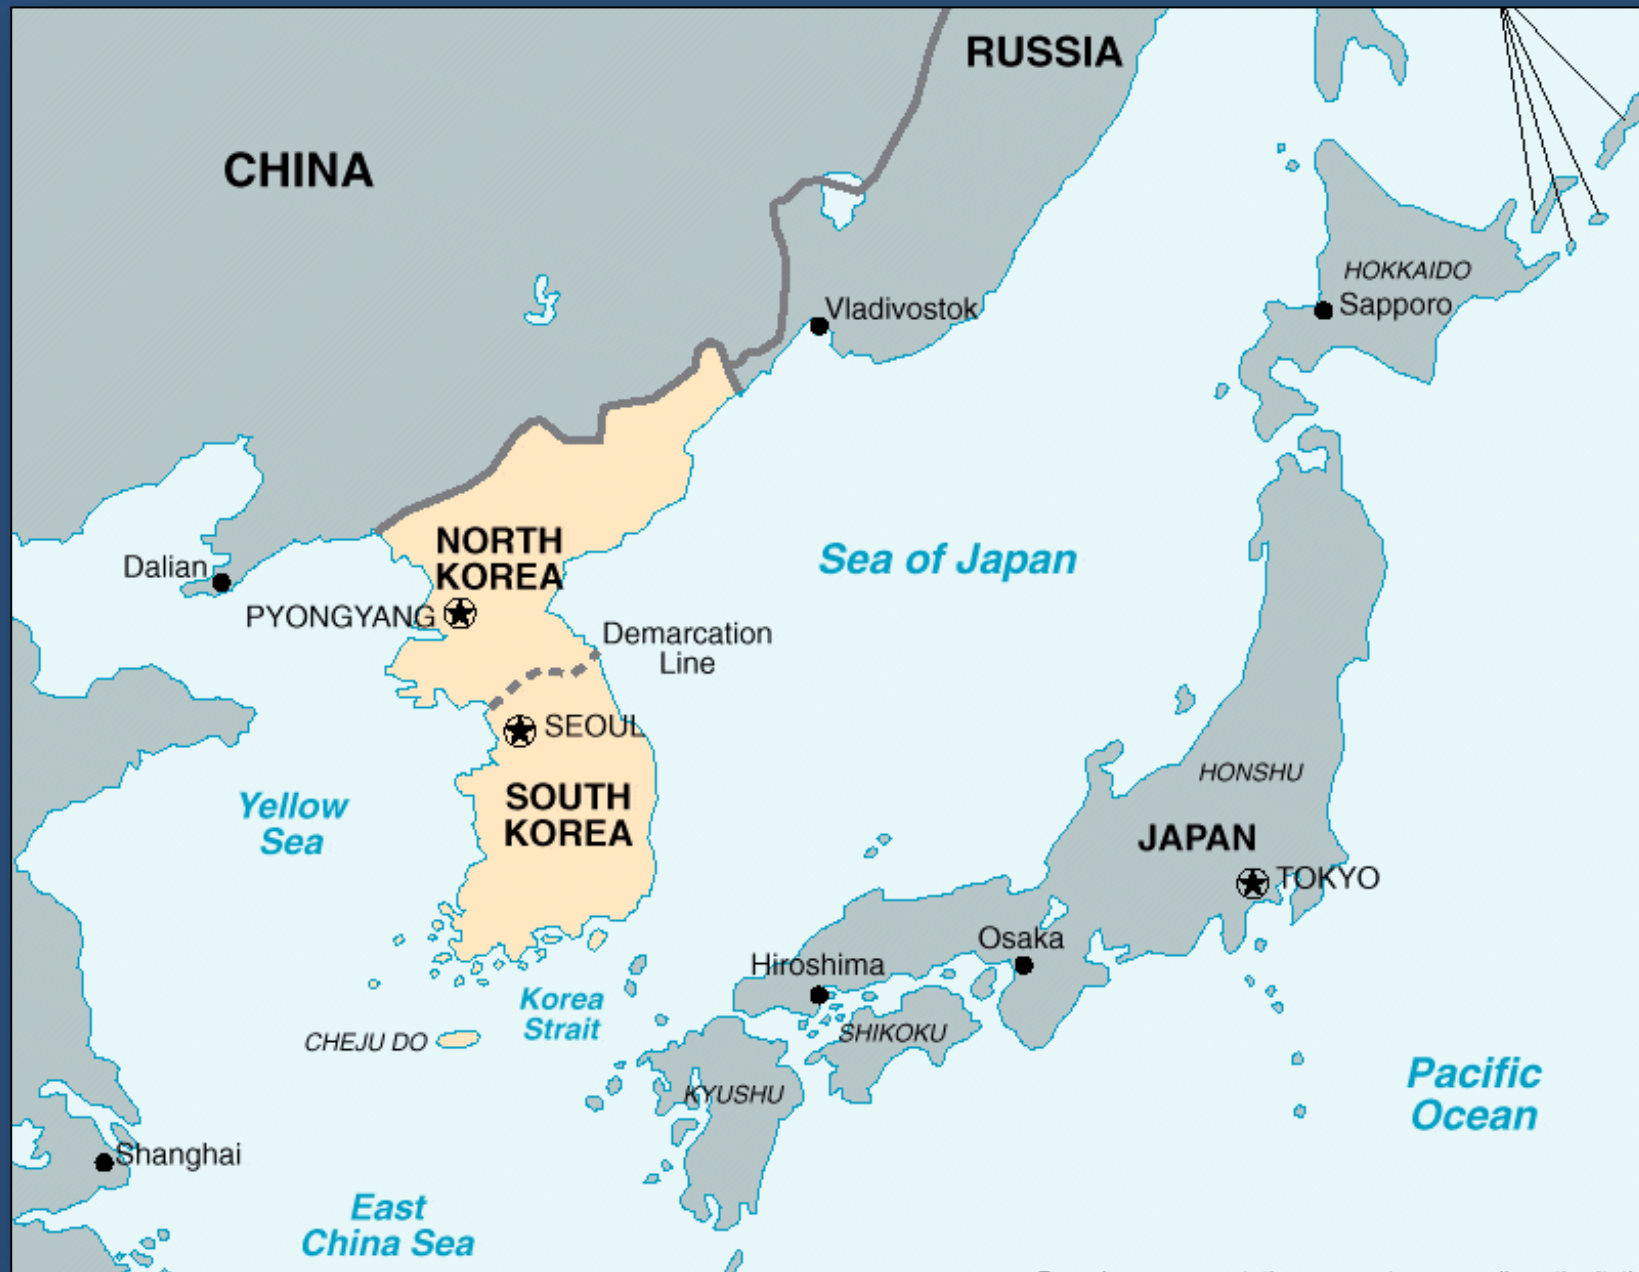 RUSSIA
CHINA
HOKKAIDO
Sapporo
Vladivostok
NORTH
KOREA
Sea of Japan
Dalian
PYONGYANG
Demarcation
Line
SEOUL
HONSHU
Yellow
Sea
SOUTH
KOREA
JAPAN
TOKYO
Osaka
Hiroshima
Korea
Strait
SHIKOKU
CHEJU DO
KYUSHU
Pacific
Ocean
Shanghai
East
China Sea